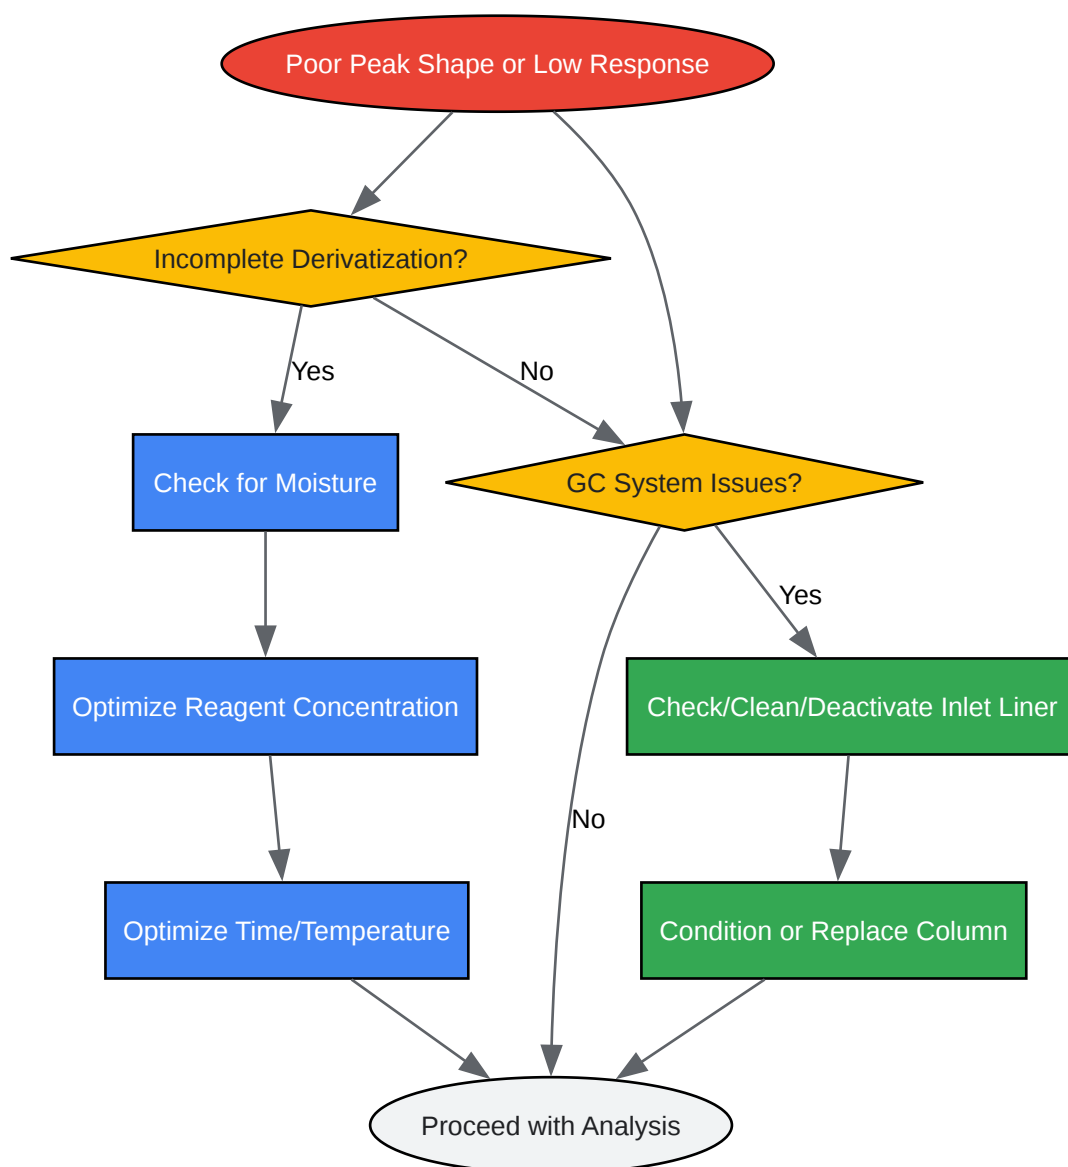 Poor Peak Shape or Low Response
Incomplete Derivatization?
Yes
No
Check for Moisture
GC System Issues?
Yes
Optimize Reagent Concentration
Check/Clean/Deactivate Inlet Liner
No
Optimize Time/Temperature
Condition or Replace Column
Proceed with Analysis